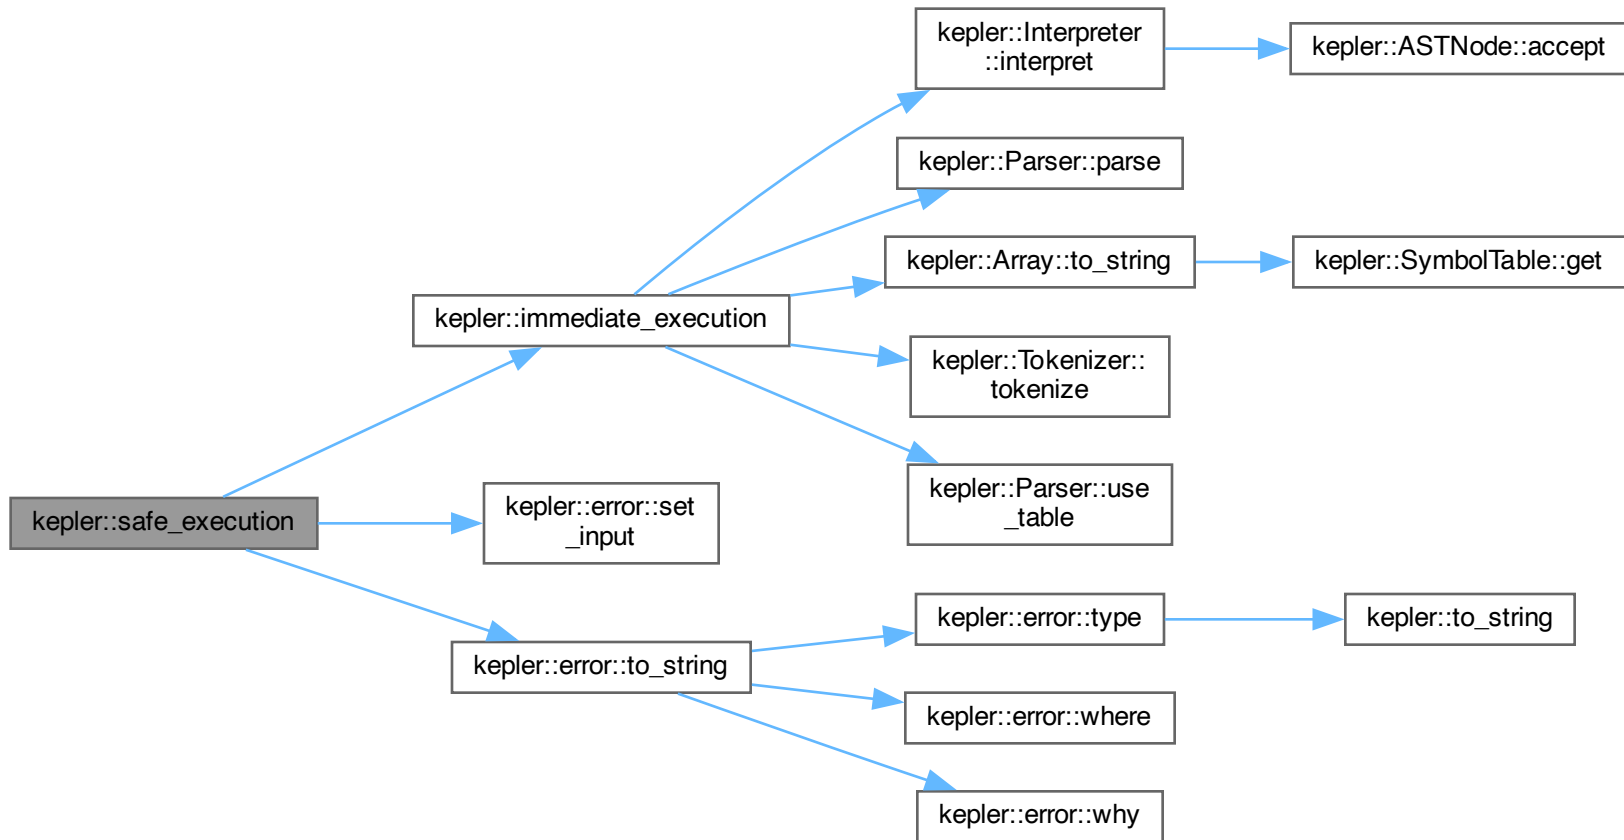 kepler::Interpreter
::interpret
kepler::ASTNode::accept
kepler::Parser::parse
kepler::Array::to_string
kepler::SymbolTable::get
kepler::immediate_execution
kepler::Tokenizer::
tokenize
kepler::Parser::use
_table
kepler::safe_execution
kepler::error::set
_input
kepler::error::type
kepler::to_string
kepler::error::to_string
kepler::error::where
kepler::error::why